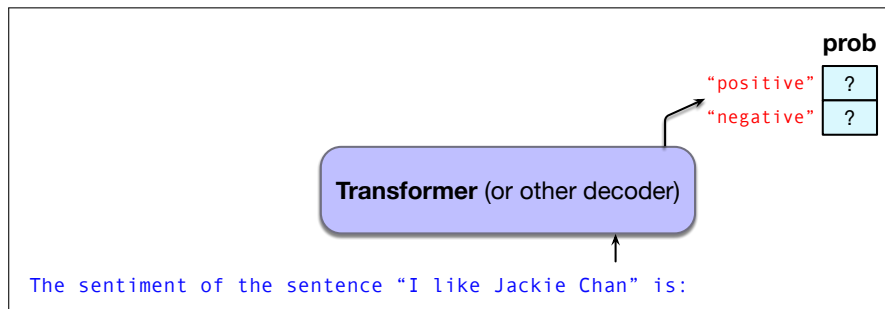 prob
“positive” ?
“negative” ?
Transformer (or other decoder)
The sentiment of the sentence “I like Jackie Chan” is: